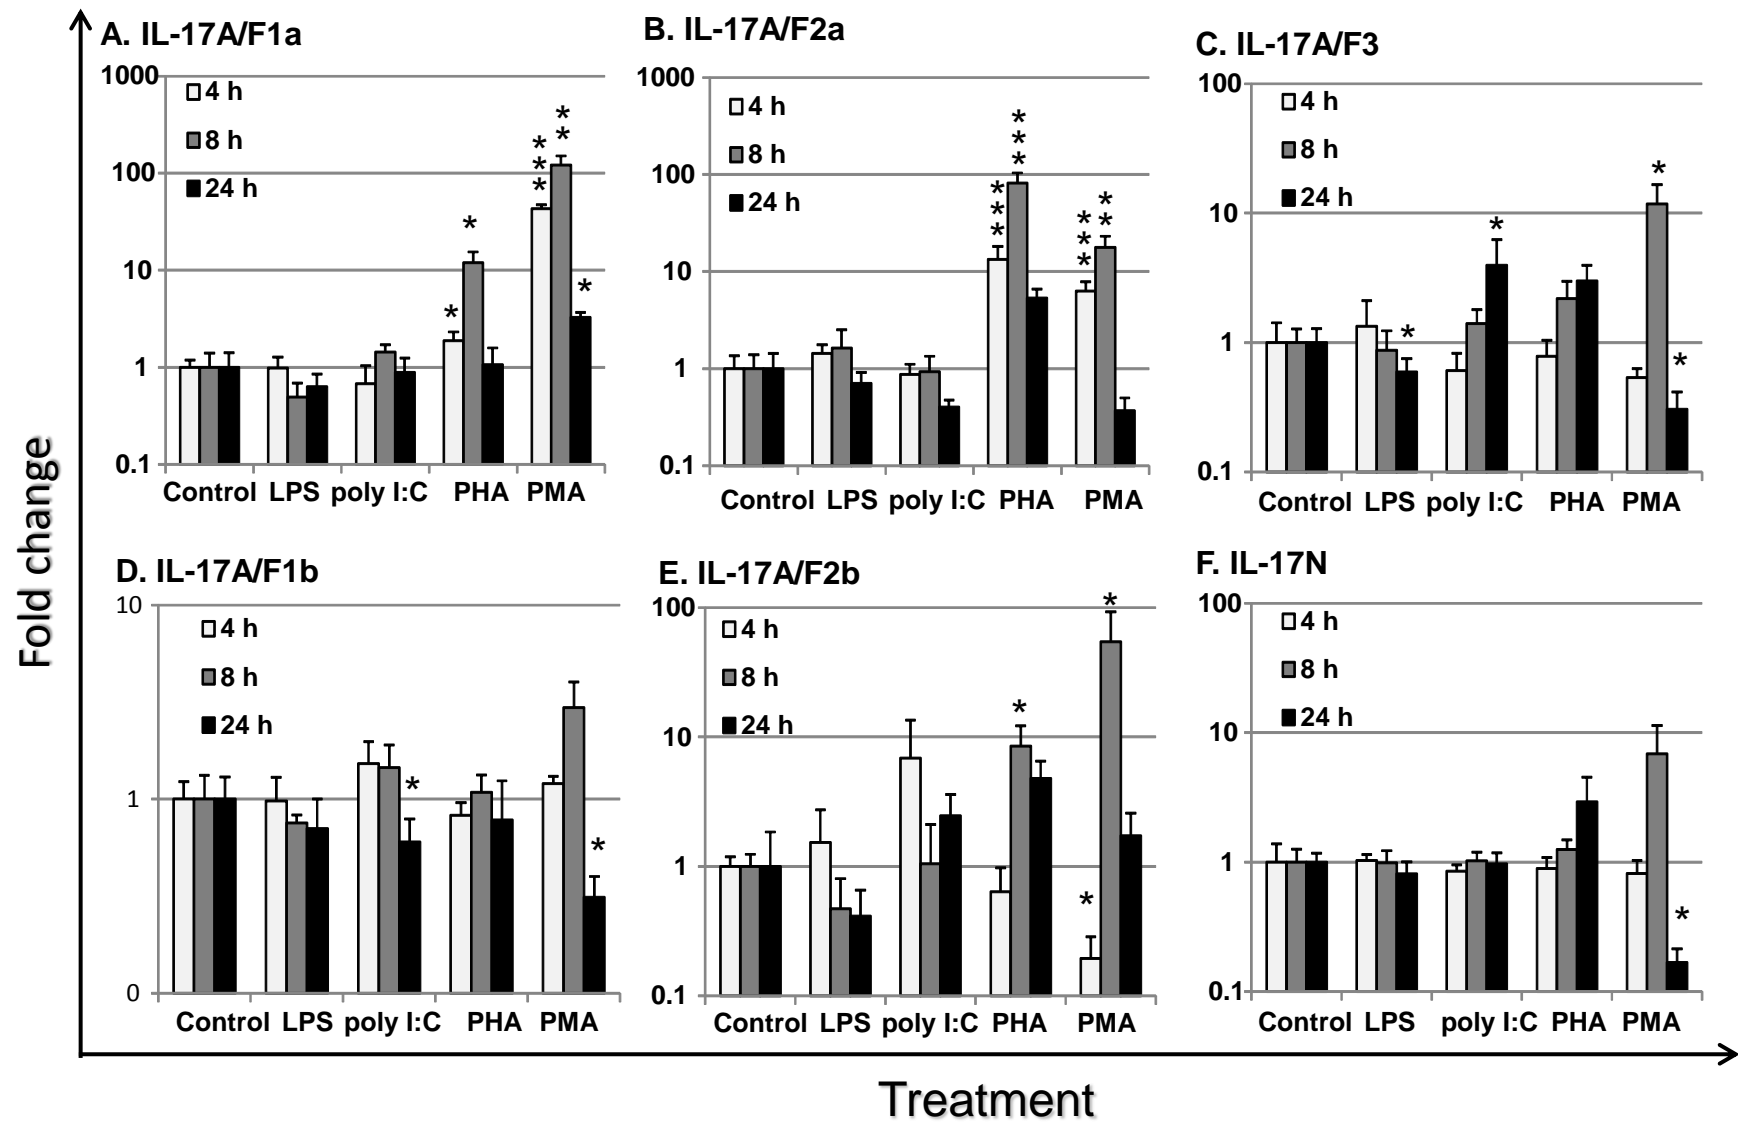 A. IL-17A/F1a
1000
100
10
1
0.1
4 h
8 h
24 h
*
*
*
*
*
*
*
*
Control LPS poly I:C PHA PMA
B. IL-17A/F2a
1000
100
10
1
0.1
4 h
8 h
24 h
***
***
***
**
Control LPS poly I:C PHA PMA
C. IL-17A/F3
100
10
1
0.1
4 h
8 h
24 h
*
*
*
*
Control LPS poly I:C PHA PMA
D. IL-17A/F1b
10
1
0
4 h
8 h
24 h
*
*
Control LPS poly I:C PHA PMA
E. IL-17A/F2b
100
10
1
0.1
4 h
8 h
24 h
*
*
*
Control LPS poly I:C PHA PMA
F. IL-17N
100
10
1
0.1
4 h
8 h
24 h
*
Control LPS poly I:C PHA PMA
Fold change
Treatment